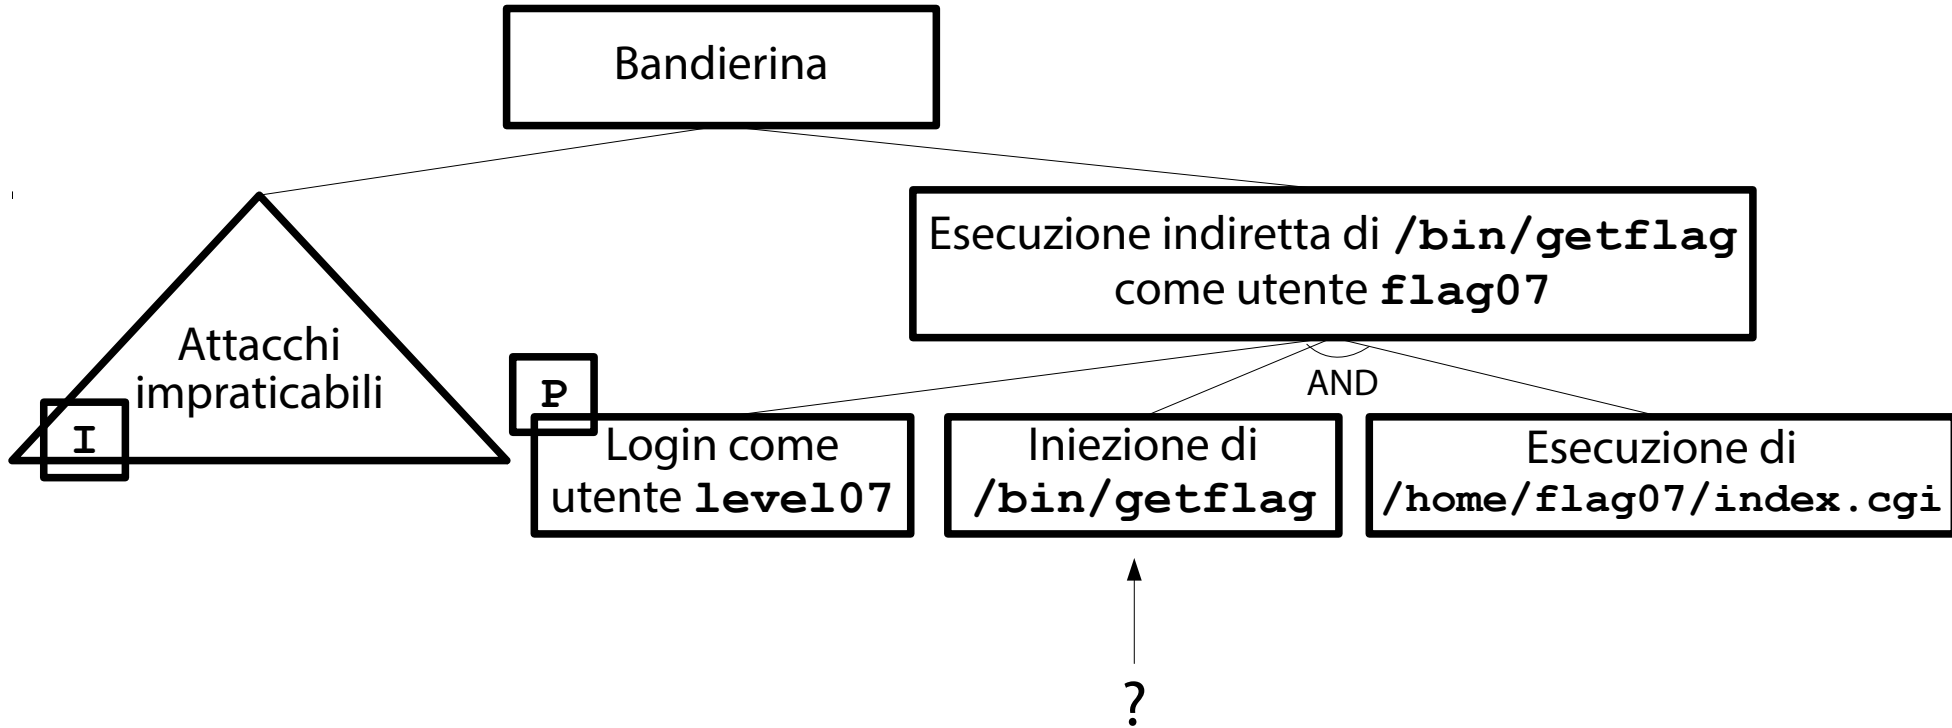 Bandierina
Esecuzione indiretta di /bin/getflag
come utente flag07
Attacchi
impraticabili
I
AND
P
Login come
utente level07
Iniezione di
/bin/getflag
Esecuzione di
/home/flag07/index.cgi
?